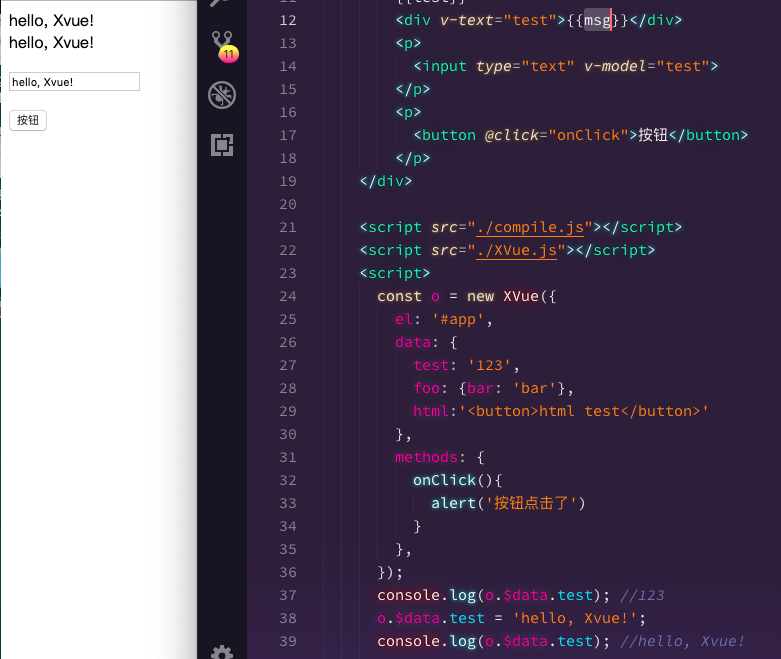 hello, Xvue!
hello, Xvue!
hello, Xvue!
按钮
11
12 <div v-text="test">{{msg}}</div>
13 <p>
14 <input type="text" v-model="test">
15 </p>
16 <p>
17 <button @click="onClick">按钮</button>
18 </p>
19 </div>
20
21 <script src="./compile.js"></script>
22 <script src="./XVue.js"></script>
23 <script>
24 const o = new XVue({
25 el: '#app',
26 data: {
27 test: '123',
28 foo: {bar: 'bar'},
29 html:'<button>html test</button>'
30 },
31 methods: {
32 onClick(){
33 alert('按钮点击了')
34 }
35 },
36 });
37 console.log(o.$data.test); //123
38 o.$data.test = 'hello, Xvue!';
39 console.log(o.$data.test); //hello, Xvue!